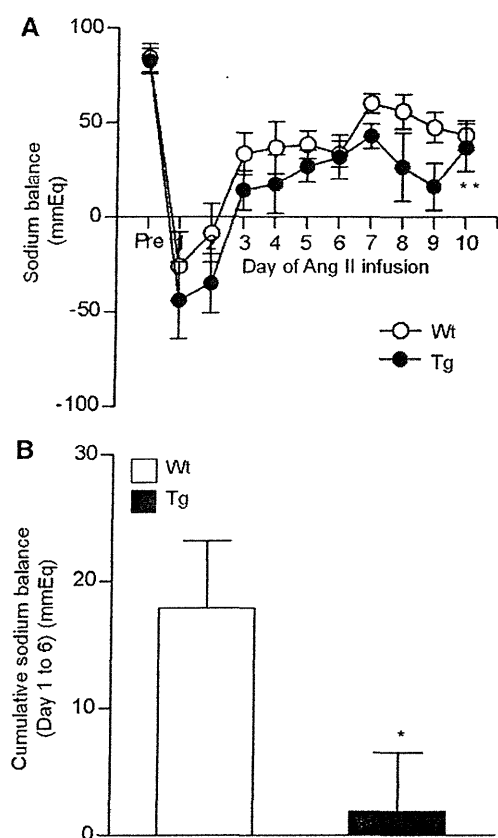 A
100
50
0
-50
-100
Sodium balance
(mmEq)
Pre 1 2 3 4 5 6 7 8 9 10
Day of Ang II infusion
* *
Wt
Tg
B
30
20
10
0
Cumulative sodium balance
(Day 1 to 6) (mmEq)
Wt
Tg
*